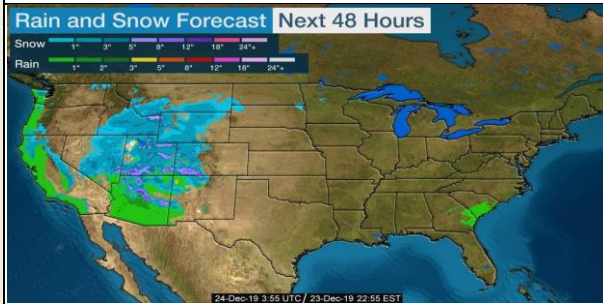 Rain and Snow Forecast Next 48 Hours
Snow
1" 3" 5" 8" 12" 18" 24"+
Rain
1" 2" 3" 5" 8" 12" 18" 24"+
24-Dec-19 3:55 UTC / 23-Dec-19 22:55 EST